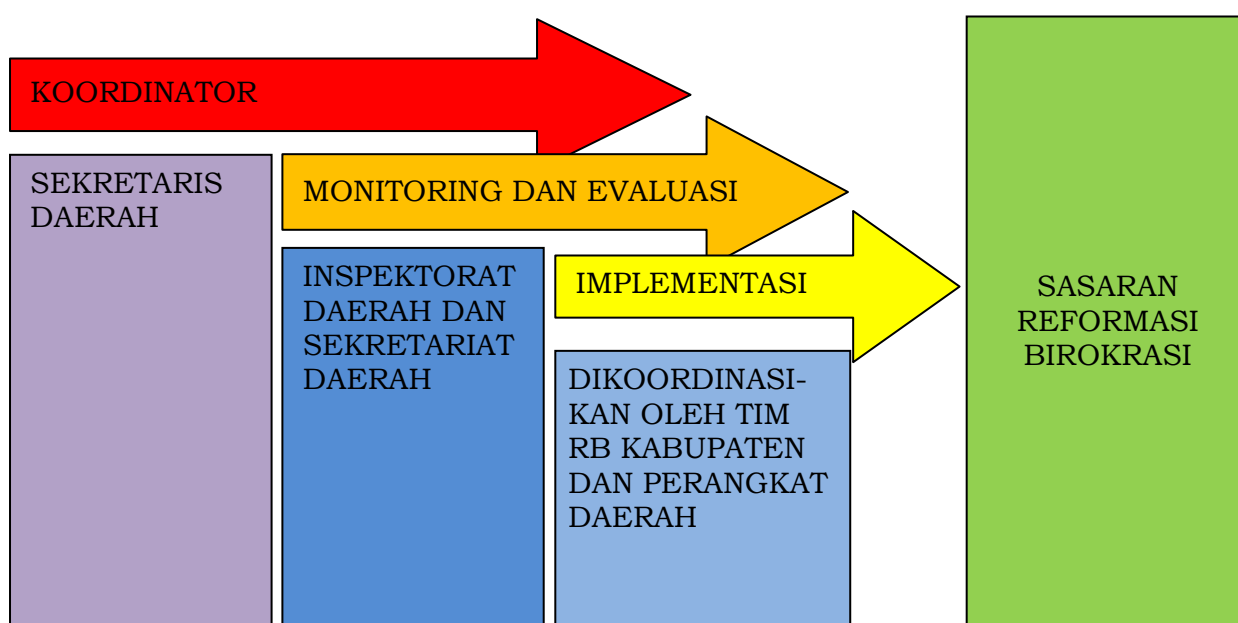 KOORDINATOR
SEKRETARIS
DAERAH
MONITORING DAN EVALUASI
INSPEKTORAT
DAERAH DAN
SEKRETARIAT
DAERAH
IMPLEMENTASI
DIKOORDINASI-
KAN OLEH TIM
RB KABUPATEN
DAN PERANGKAT
DAERAH
SASARAN
REFORMASI
BIROKRASI